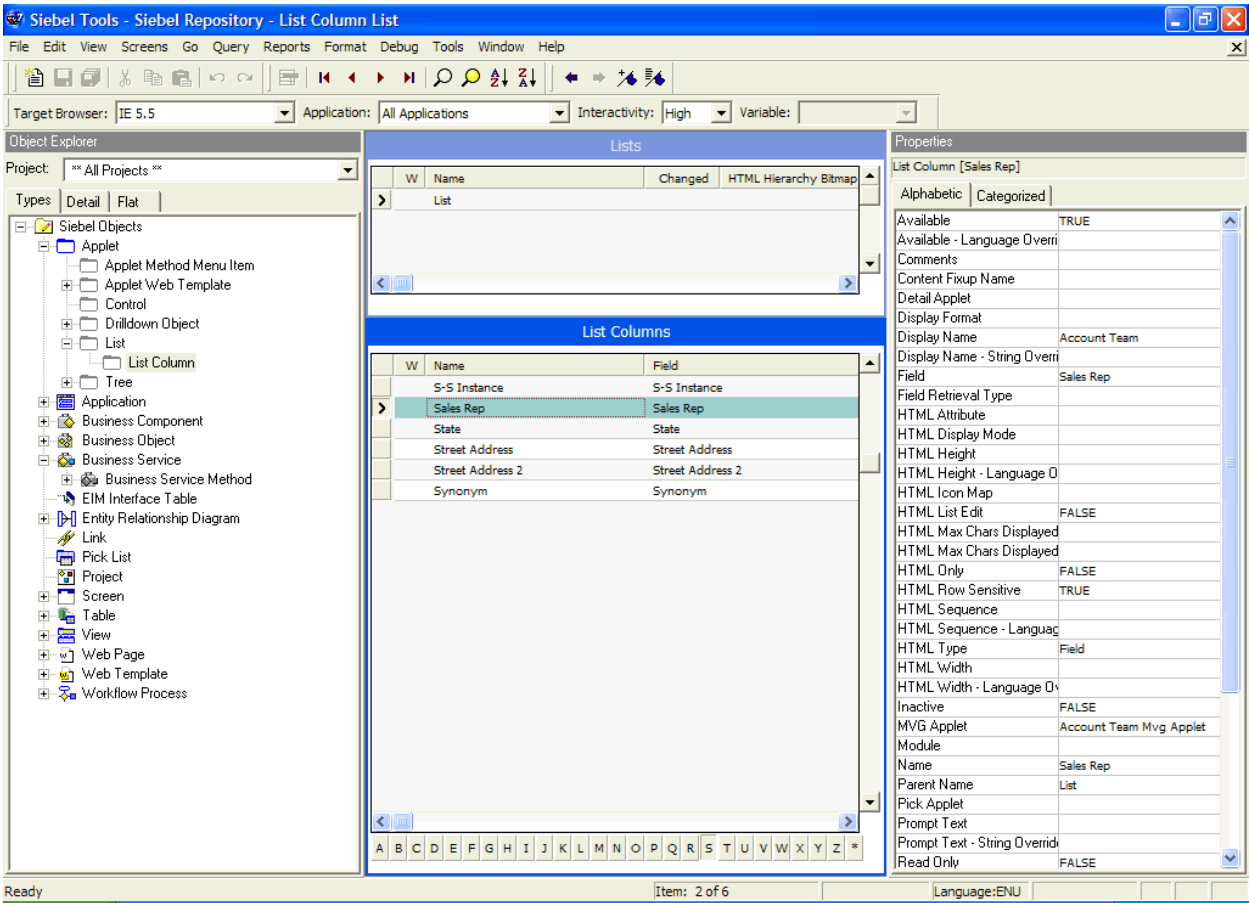 Siebel Tools - Siebel Repository - List Column List
File Edit View Screens Go Query Reports Format Debug Tools Window Help
Target Browser: IE 5.5 Application: All Applications Interactivity: High Variable:
Object Explorer
Project: ** All Projects **
Types Detail Flat
Siebel Objects
Applet
Applet Method Menu Item
Applet Web Template
Control
Drilldown Object
List
List Column
Tree
Application
Business Component
Business Object
Business Service
Business Service Method
EIM Interface Table
Entity Relationship Diagram
Link
Pick List
Project
Screen
Table
View
Web Page
Web Template
Workflow Process
Lists
W Name Changed HTML Hierarchy Bitmap
List
List Columns
W Name Field
S-S Instance S-S Instance
Sales Rep Sales Rep
State State
Street Address Street Address
Street Address 2 Street Address 2
Synonym Synonym
A B C D E F G H I J K L M N O P Q R S T U V W X Y Z *
Properties
List Column [Sales Rep]
Alphabetic Categorized
Available TRUE
Available - Language Overri
Comments
Content Fixup Name
Detail Applet
Display Format
Display Name Account Team
Display Name - String Overri
Field Sales Rep
Field Retrieval Type
HTML Attribute
HTML Display Mode
HTML Height
HTML Height - Language O
HTML Icon Map
HTML List Edit FALSE
HTML Max Chars Displayed
HTML Max Chars Displayed
HTML Only FALSE
HTML Row Sensitive TRUE
HTML Sequence
HTML Sequence - Languag
HTML Type Field
HTML Width
HTML Width - Language Ov
Inactive FALSE
MVG Applet Account Team Mvg Applet
Module
Name Sales Rep
Parent Name List
Pick Applet
Prompt Text
Prompt Text - String Overrid
Read Only FALSE
Ready Item: 2 of 6 Language:ENU